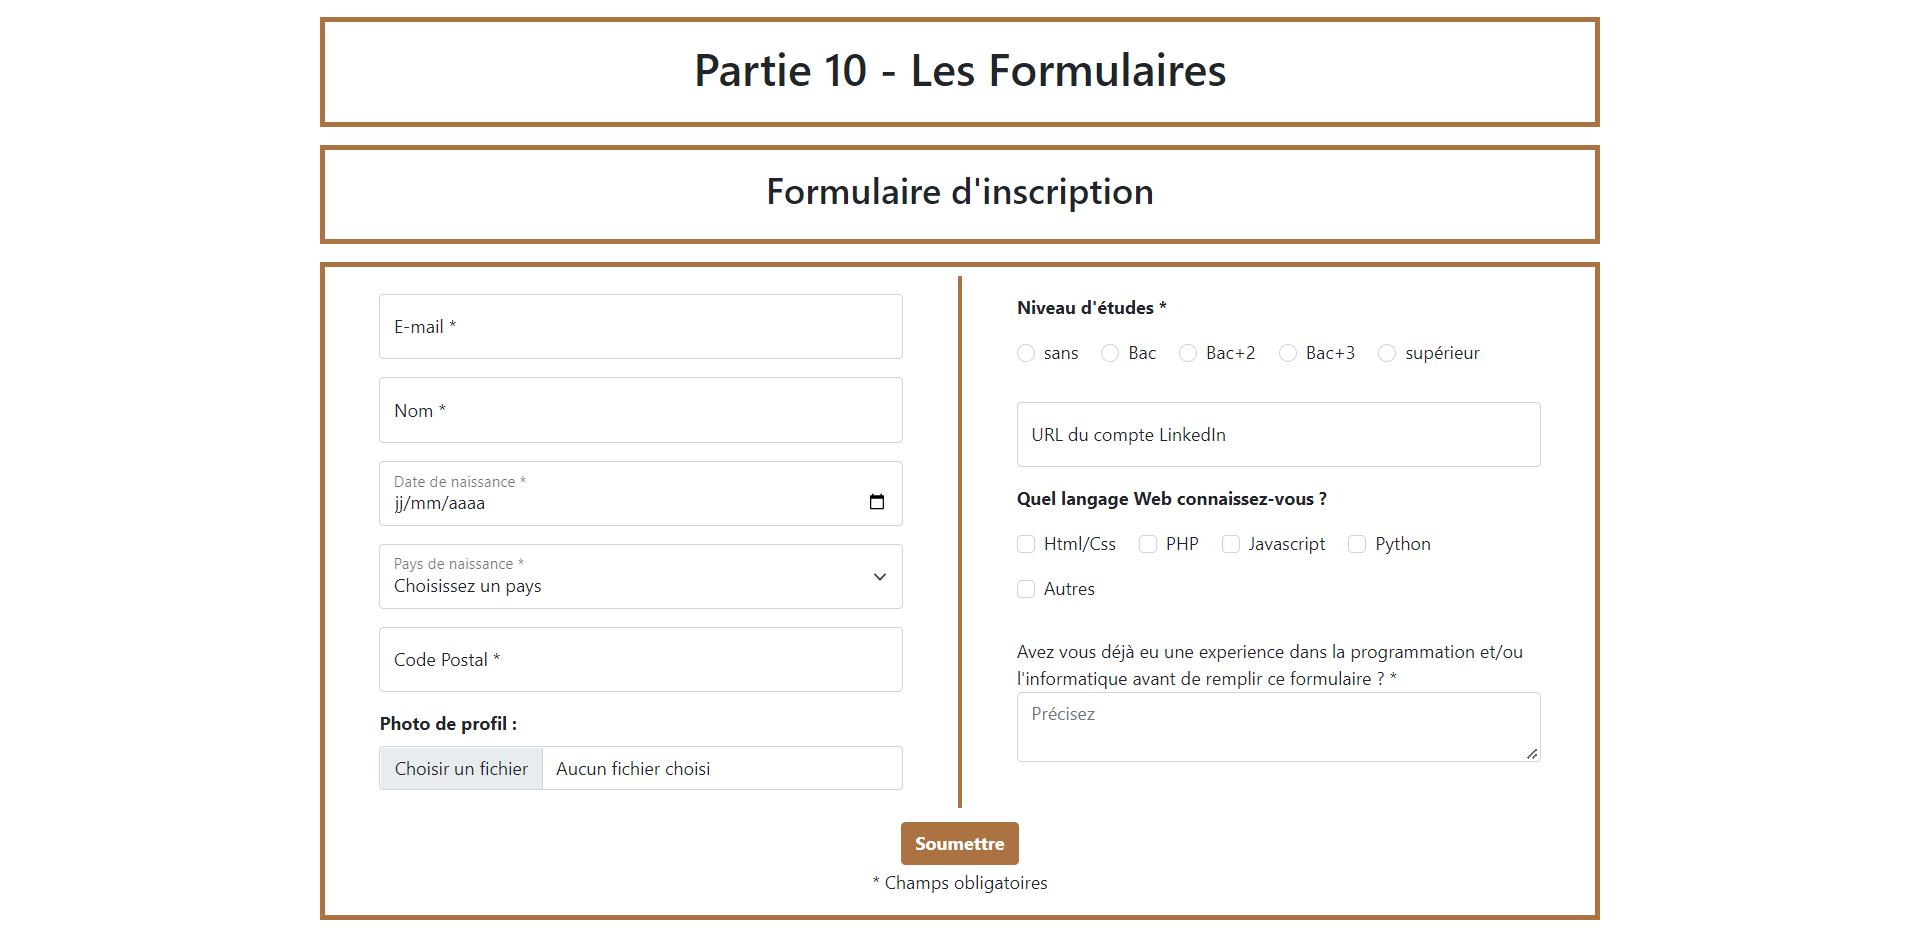 Partie 10 - Les Formulaires
Formulaire d'inscription
E-mail *
Nom *
Date de naissance *
jj/mm/aaaa
Pays de naissance *
Choisissez un pays
Code Postal *
Photo de profil :
Choisir un fichier Aucun fichier choisi
Niveau d'études *
sans Bac Bac+2 Bac+3 supérieur
URL du compte LinkedIn
Quel langage Web connaissez-vous ?
Html/Css PHP Javascript Python
Autres
Avez vous déjà eu une experience dans la programmation et/ou
l'informatique avant de remplir ce formulaire ? *
Précisez
Soumettre
* Champs obligatoires